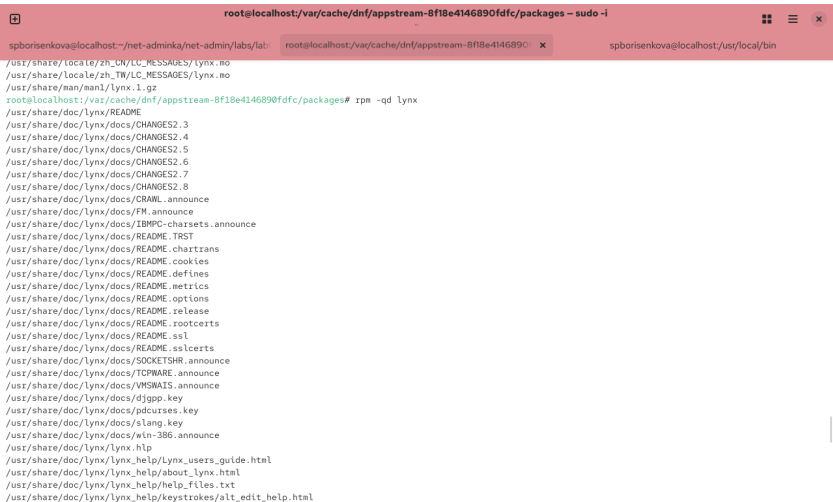 root@localhost:/var/cache/dnf/appstream-8f18e4146890fdfc/packages — sudo -i
spborisenkova@localhost:~/net-adminka/net-admin/labs/lab
root@localhost:/var/cache/dnf/appstream-8f18e4146890
spborisenkova@localhost:/usr/local/bin
/usr/share/locale/zh_CN/LC_MESSAGES/lynx.mo
/usr/share/locale/zh_TW/LC_MESSAGES/lynx.mo
/usr/share/man/man1/lynx.1.gz
root@localhost:/var/cache/dnf/appstream-8f18e4146890fdfc/packages# rpm -qd lynx
/usr/share/doc/lynx/README
/usr/share/doc/lynx/docs/CHANGES2.3
/usr/share/doc/lynx/docs/CHANGES2.4
/usr/share/doc/lynx/docs/CHANGES2.5
/usr/share/doc/lynx/docs/CHANGES2.6
/usr/share/doc/lynx/docs/CHANGES2.7
/usr/share/doc/lynx/docs/CHANGES2.8
/usr/share/doc/lynx/docs/CRAWL.announce
/usr/share/doc/lynx/docs/FM.announce
/usr/share/doc/lynx/docs/IBMPC-charsets.announce
/usr/share/doc/lynx/docs/README.TRST
/usr/share/doc/lynx/docs/README.chartrans
/usr/share/doc/lynx/docs/README.cookies
/usr/share/doc/lynx/docs/README.defines
/usr/share/doc/lynx/docs/README.metrics
/usr/share/doc/lynx/docs/README.options
/usr/share/doc/lynx/docs/README.release
/usr/share/doc/lynx/docs/README.rootcerts
/usr/share/doc/lynx/docs/README.ssl
/usr/share/doc/lynx/docs/README.sslcerts
/usr/share/doc/lynx/docs/SOCKETSHR.announce
/usr/share/doc/lynx/docs/TCPWARE.announce
/usr/share/doc/lynx/docs/VMSWAIS.announce
/usr/share/doc/lynx/docs/djgpp.key
/usr/share/doc/lynx/docs/pdcurses.key
/usr/share/doc/lynx/docs/slang.key
/usr/share/doc/lynx/docs/win-386.announce
/usr/share/doc/lynx/lynx.hlp
/usr/share/doc/lynx/lynx_help/Lynx_users_guide.html
/usr/share/doc/lynx/lynx_help/about_lynx.html
/usr/share/doc/lynx/lynx_help/help_files.txt
/usr/share/doc/lynx/lynx_help/keystrokes/alt_edit_help.html